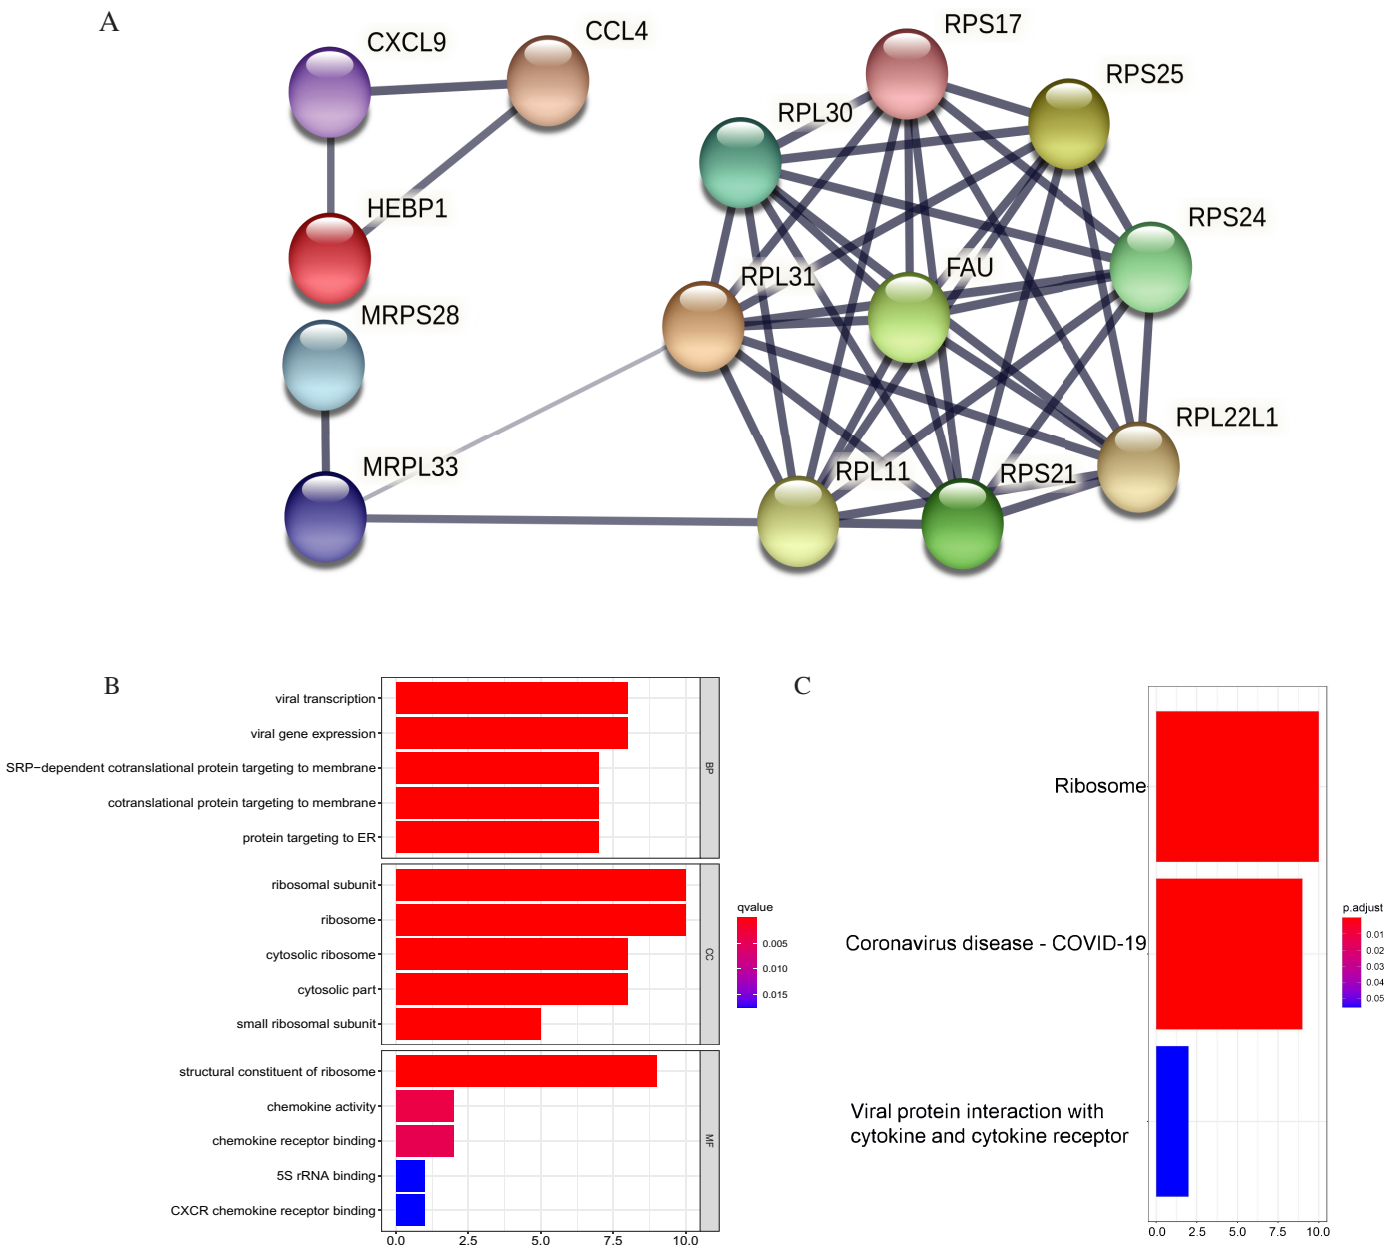 A
CXCL9
CCL4
RPS17
RPS25
RPL30
HEBP1
RPS24
RPL31
FAU
MRPS28
RPL22L1
MRPL33
RPL11
RPS21
B
viral transcription
viral gene expression
SRP−dependent cotranslational protein targeting to membrane
cotranslational protein targeting to membrane
protein targeting to ER
BP
ribosomal subunit
ribosome
cytosolic ribosome
cytosolic part
small ribosomal subunit
CC
structural constituent of ribosome
chemokine activity
chemokine receptor binding
5S rRNA binding
CXCR chemokine receptor binding
MF
0.0 2.5 5.0 7.5 10.0
qvalue
0.005
0.010
0.015
C
Ribosome
Coronavirus disease - COVID-19
Viral protein interaction with
cytokine and cytokine receptor
0.0 2.5 5.0 7.5 10.0
p.adjust
0.01
0.02
0.03
0.04
0.05